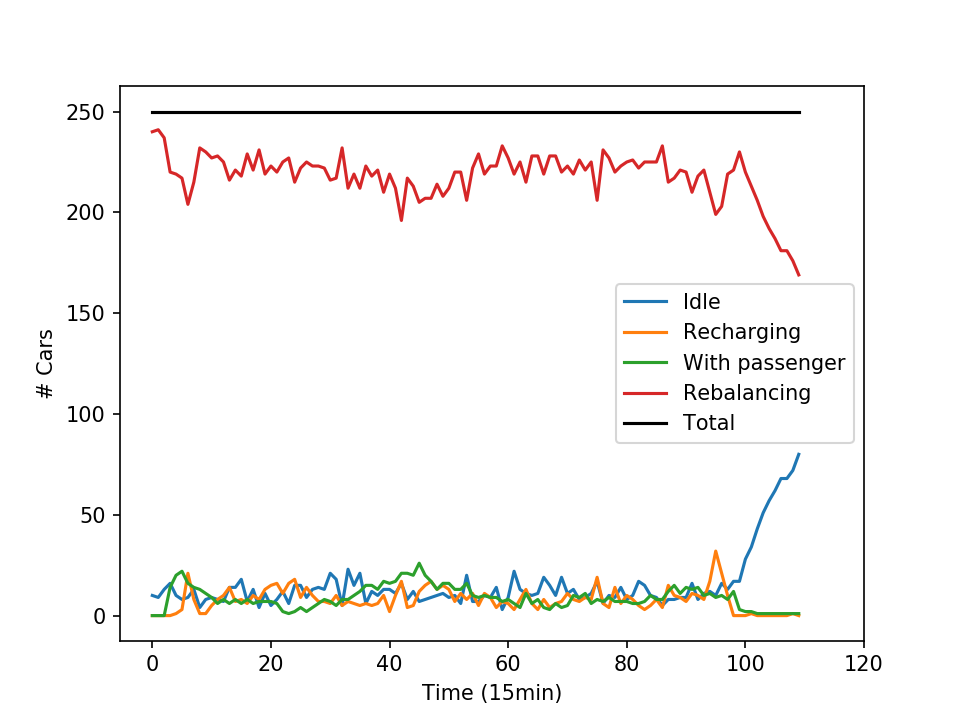 250
200
150
100
50
0
# Cars
Idle
Recharging
With passenger
Rebalancing
Total
0 20 40 60 80 100 120
Time (15min)